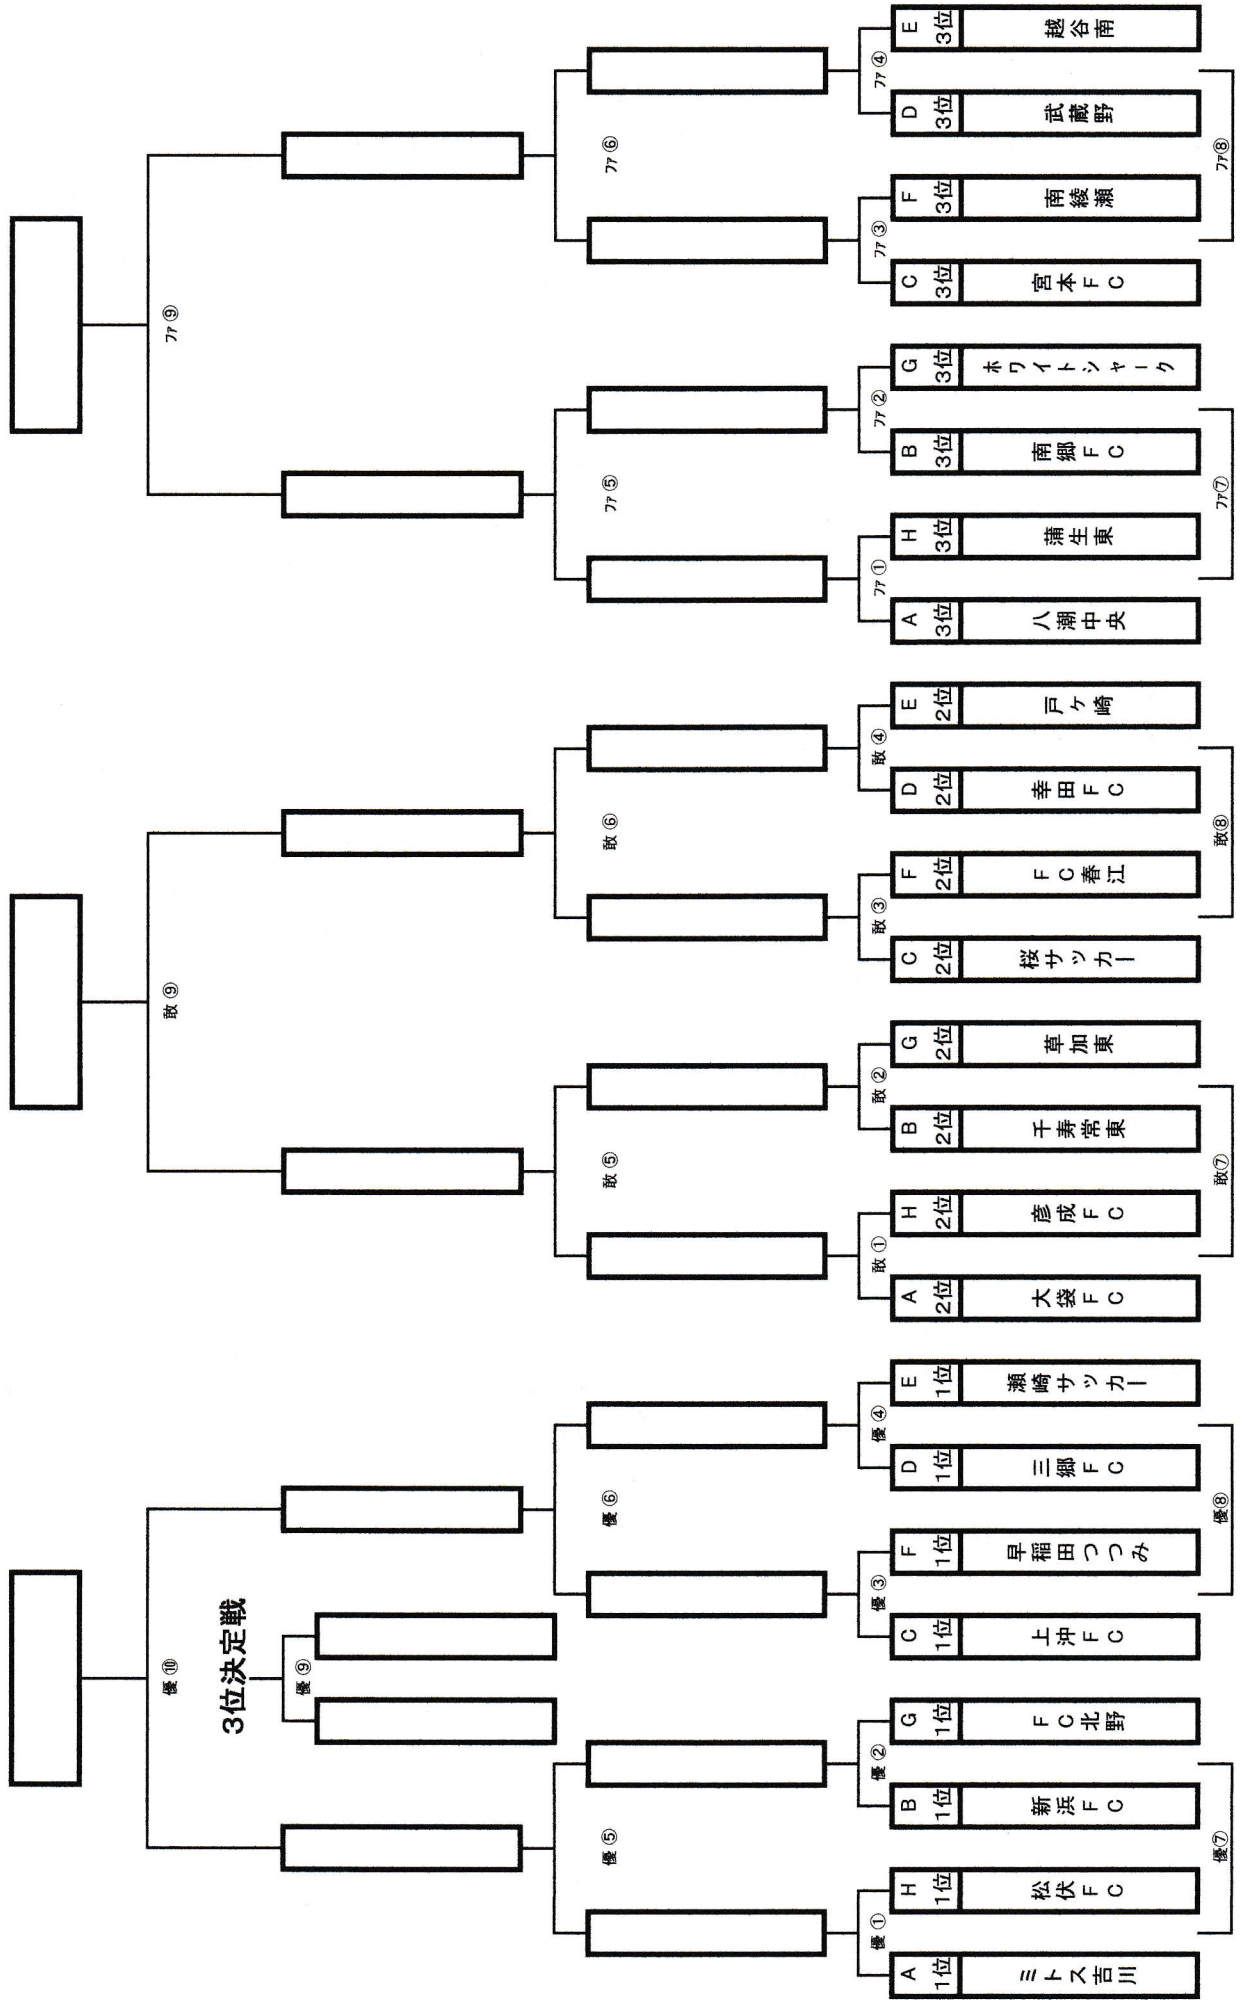 優⑩
敢⑨
ファ⑨
3位決定戦
優⑨
優⑤
優⑥
敢⑤
敢⑥
ファ⑤
ファ⑥
優①
優②
優③
優④
敢①
敢②
敢③
敢④
ファ①
ファ②
ファ③
ファ④
A 1位
ミトス吉川
H 1位
松伏FC
B 1位
新浜FC
G 1位
FC北野
C 1位
上沖FC
F 1位
早稲田つつみ
D 1位
三郷FC
E 1位
瀬崎サッカー
A 2位
大袋FC
H 2位
彦成FC
B 2位
千寿常東
G 2位
草加東
C 2位
桜サッカー
F 2位
FC春江
D 2位
幸田FC
E 2位
戸ヶ崎
A 3位
八潮中央
H 3位
蒲生東
B 3位
南郷FC
G 3位
ホワイトシャーク
C 3位
宮本FC
F 3位
南綾瀬
D 3位
武蔵野
E 3位
越谷南
優⑦
優⑧
敢⑦
敢⑧
ファ⑦
ファ⑧